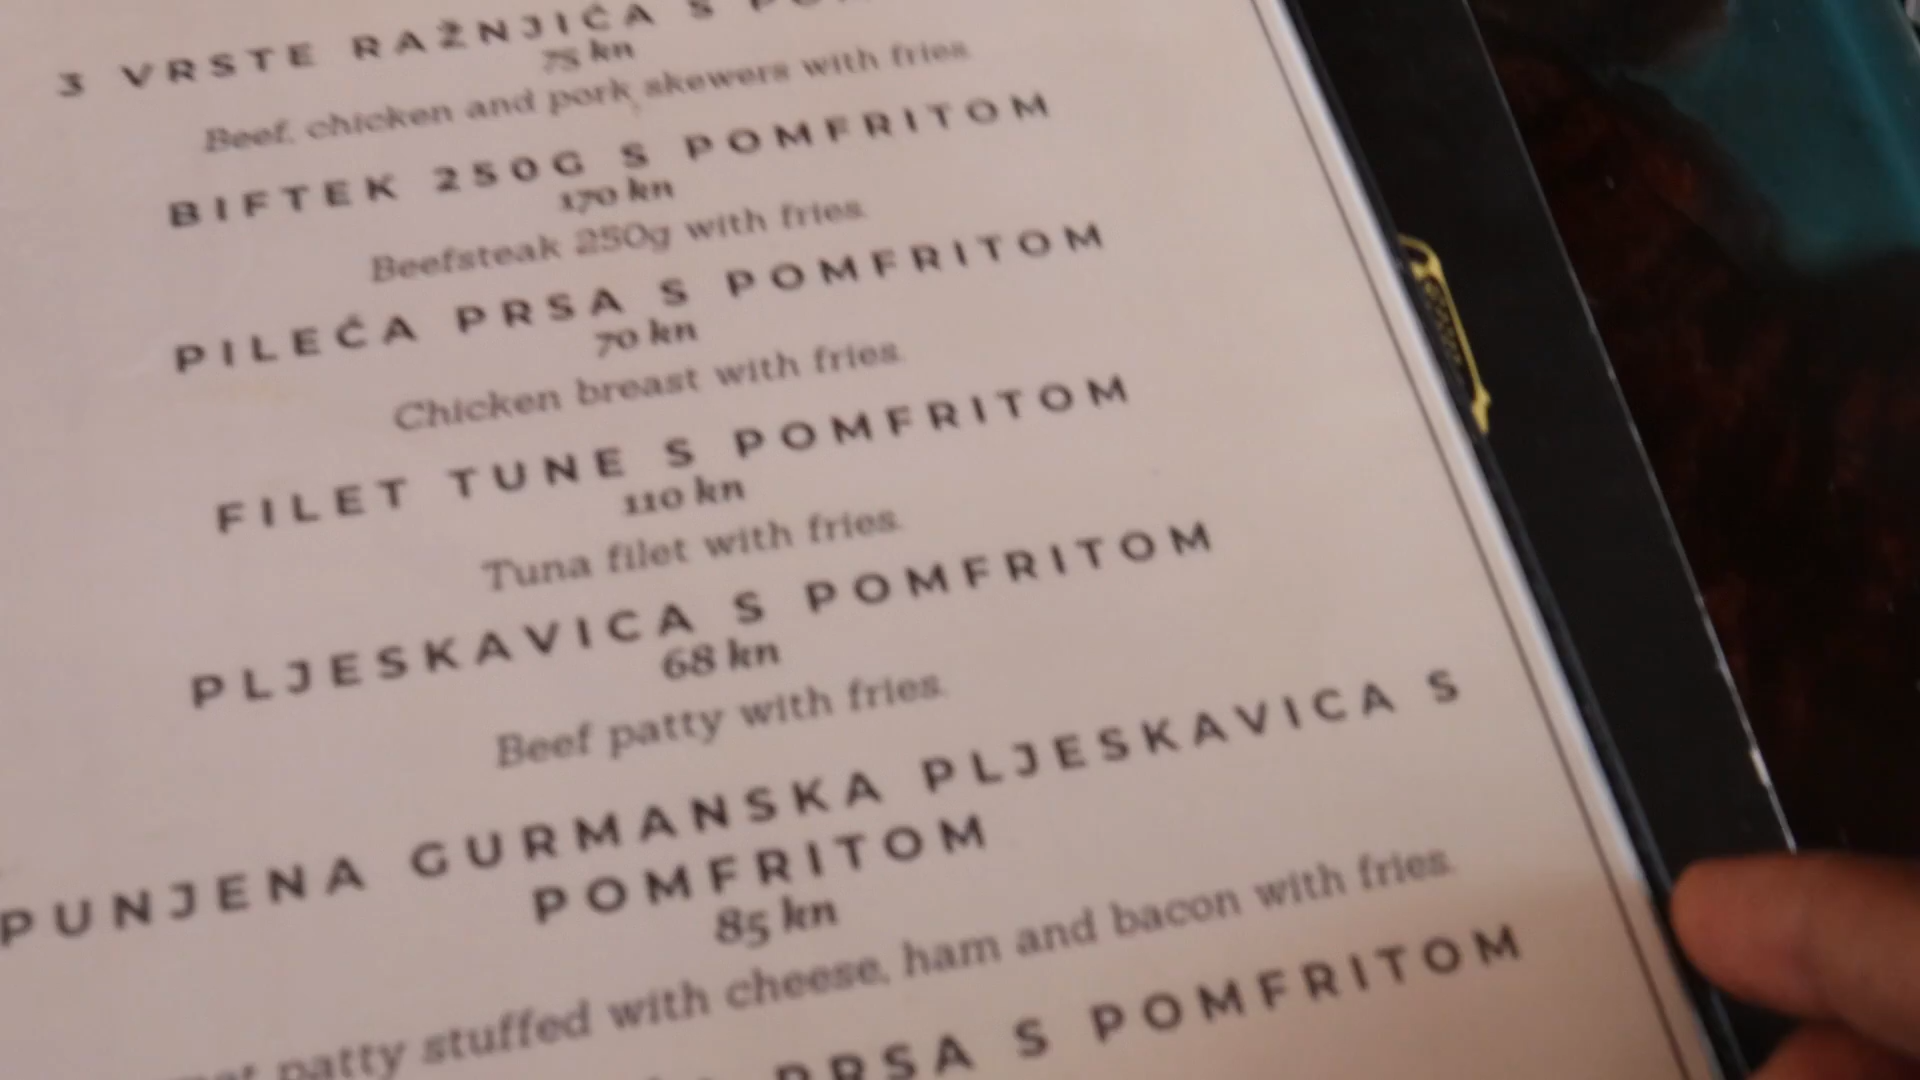 3 VRSTE RAŽNJIĆA S
75 kn
Beef, chicken and pork skewers with fries.
BIFTEK 250G S POMFRITOM
170 kn
Beefsteak 250g with fries.
PILEĆA PRSA S POMFRITOM
70 kn
Chicken breast with fries.
FILET TUNE S POMFRITOM
110 kn
Tuna filet with fries.
PLJESKAVICA S POMFRITOM
68 kn
Beef patty with fries.
PUNJENA GURMANSKA PLJESKAVICA S
POMFRITOM
85 kn
patty stuffed with cheese, ham and bacon with fries.
PRSA S POMFRITOM